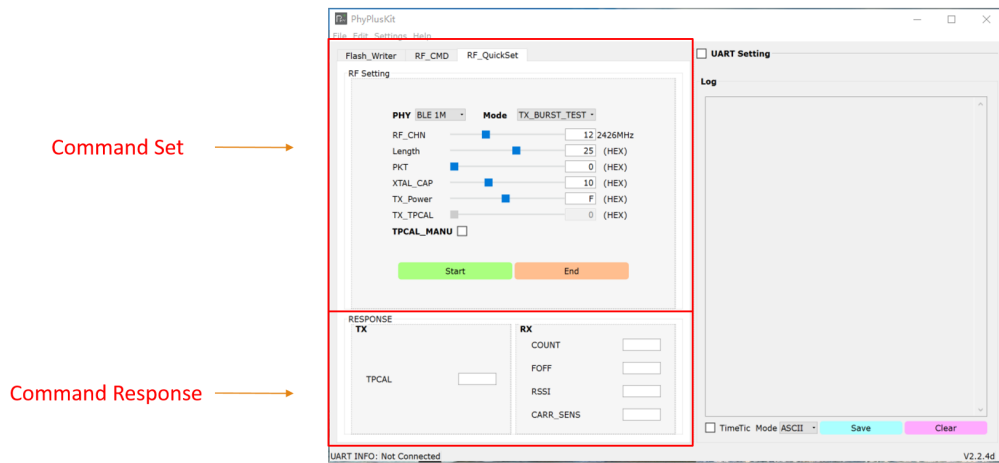 PhyPlusKit
File Edit Settings Help
Flash_Writer RF_CMD RF_QuickSet
UART Setting
RF Setting
Log
PHY BLE 1M Mode TX_BURST_TEST
RF_CHN 12 2426MHz
Command Set
Length 25 (HEX)
PKT 0 (HEX)
XTAL_CAP 10 (HEX)
TX_Power F (HEX)
TX_TPCAL 0 (HEX)
TPCAL_MANU
Start End
RESPONSE
TX RX
COUNT
FOFF
TPCAL
RSSI
Command Response
CARR_SENS
TimeTic Mode ASCII Save Clear
UART INFO: Not Connected V2.2.4d